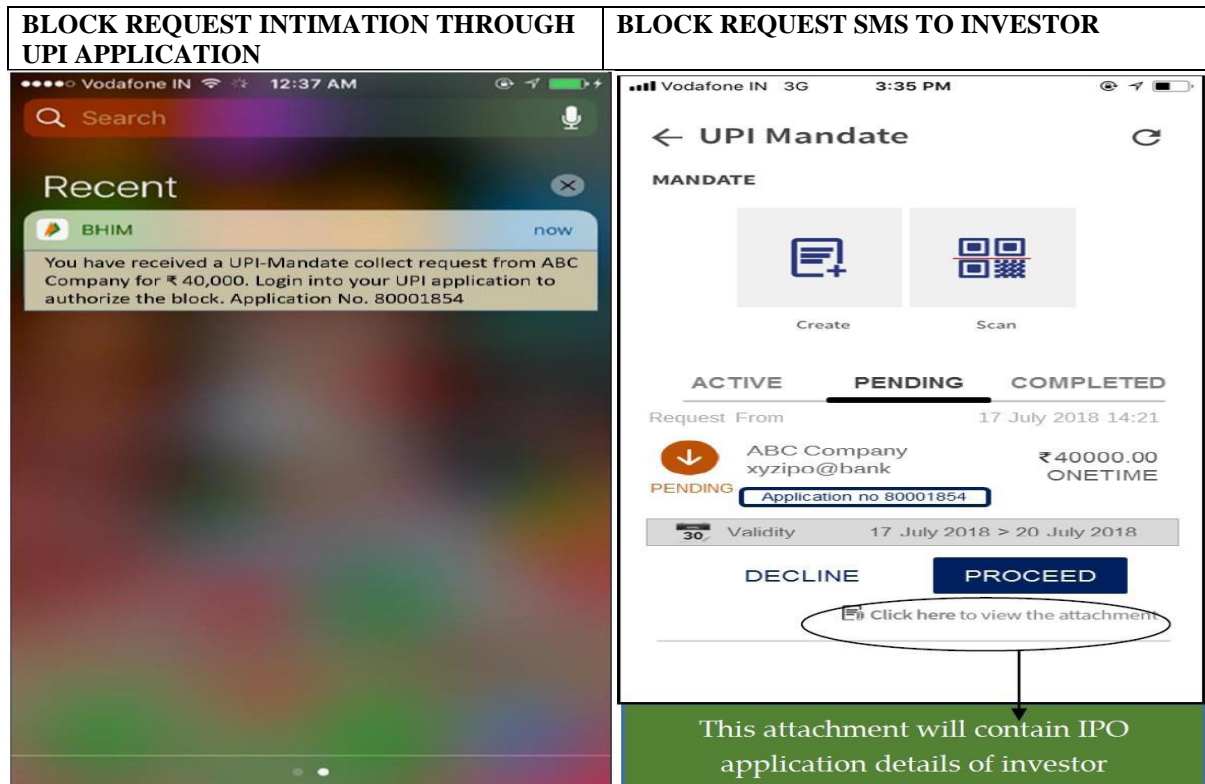 BLOCK REQUEST INTIMATION THROUGH
UPI APPLICATION
BLOCK REQUEST SMS TO INVESTOR
Vodafone IN 12:37 AM
Search
Recent
BHIM now
You have received a UPI-Mandate collect request from ABC
Company for ₹ 40,000. Login into your UPI application to
authorize the block. Application No. 80001854
Vodafone IN 3G 3:35 PM
UPI Mandate
MANDATE
Create Scan
ACTIVE PENDING COMPLETED
Request From 17 July 2018 14:21
ABC Company ₹40000.00
xyzipo@bank ONETIME
PENDING
Application no 80001854
30 Validity 17 July 2018 > 20 July 2018
DECLINE PROCEED
Click here to view the attachment
This attachment will contain IPO
application details of investor